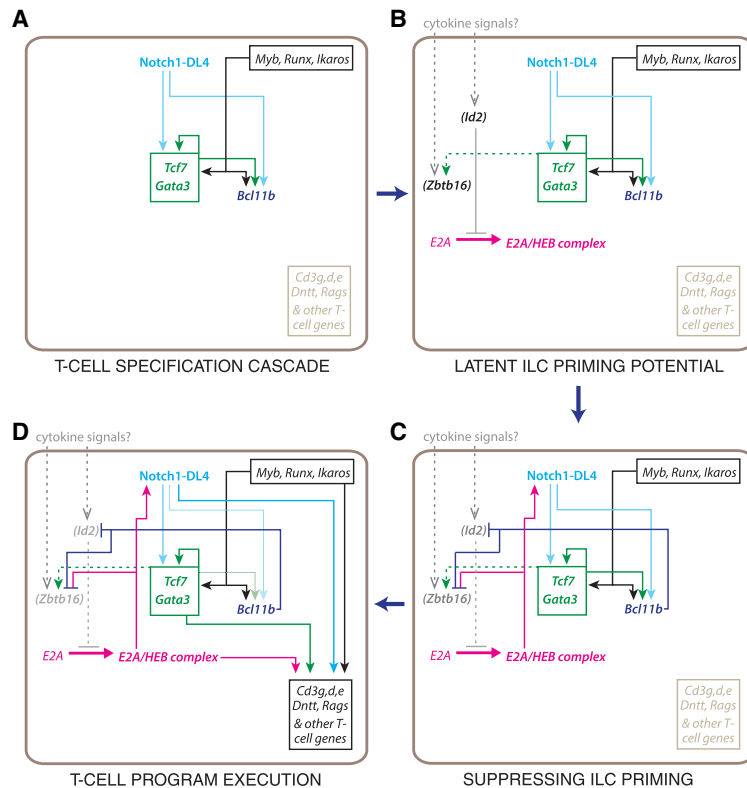 A
Notch1-DL4
Myb, Runx, Ikaros
Tcf7
Gata3
Bcl11b
Cd3g,d,e
Dntt, Rags
& other T-
cell genes
T-CELL SPECIFICATION CASCADE
B
cytokine signals?
Notch1-DL4
Myb, Runx, Ikaros
(Id2)
Tcf7
Gata3
(Zbtb16)
Bcl11b
E2A
E2A/HEB complex
Cd3g,d,e
Dntt, Rags
& other T-
cell genes
LATENT ILC PRIMING POTENTIAL
D
cytokine signals?
Notch1-DL4
Myb, Runx, Ikaros
(Id2)
Tcf7
Gata3
(Zbtb16)
Bcl11b
E2A
E2A/HEB complex
Cd3g,d,e
Dntt, Rags
& other T-
cell genes
T-CELL PROGRAM EXECUTION
C
cytokine signals?
Notch1-DL4
Myb, Runx, Ikaros
(Id2)
Tcf7
Gata3
(Zbtb16)
Bcl11b
E2A
E2A/HEB complex
Cd3g,d,e
Dntt, Rags
& other T-
cell genes
SUPPRESSING ILC PRIMING